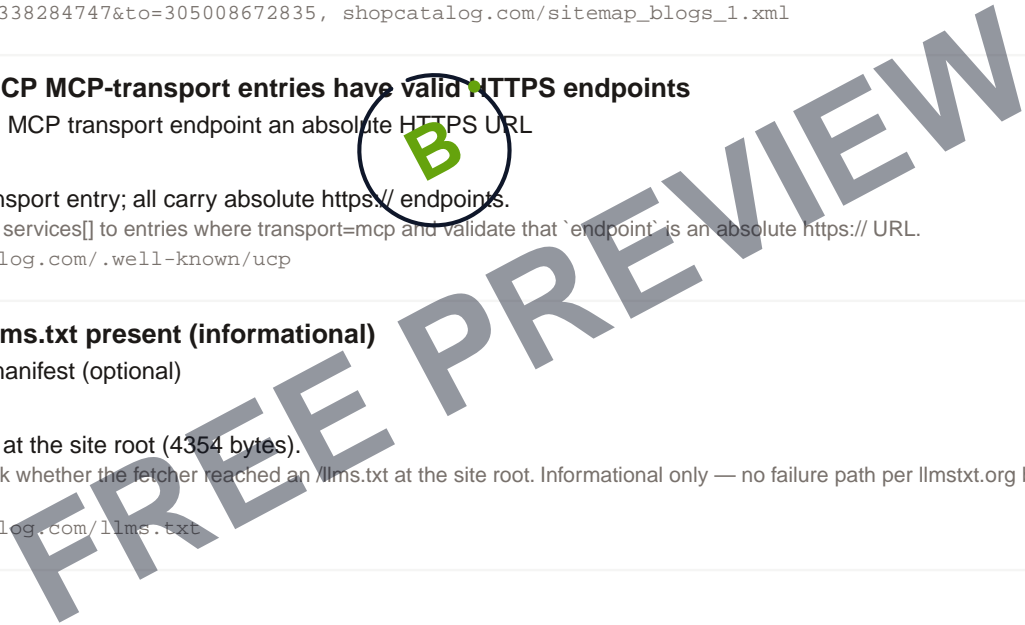 338284747&to=305008672835, shopcatalog.com/sitemap_blogs_1.xml
CP MCP-transport entries have valid HTTPS endpoints
MCP transport endpoint an absolute HTTPS URL
B
nsport entry; all carry absolute https:// endpoints.
services[] to entries where transport=mcp and validate that `endpoint` is an absolute https:// URL.
log.com/.well-known/ucp
lms.txt present (informational)
manifest (optional)
at the site root (4354 bytes).
k whether the fetcher reached an /llms.txt at the site root. Informational only — no failure path per llmstxt.org
log.com/llms.txt
FREE PREVIEW